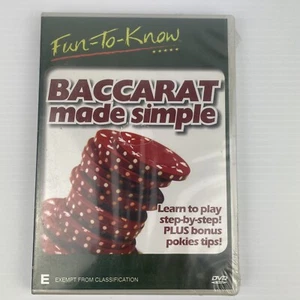 Fun-To-Know
BACCARAT
made simple
Learn to play
step-by-step!
PLUS bonus
pokies tips!
E EXEMPT FROM CLASSIFICATION
DVD